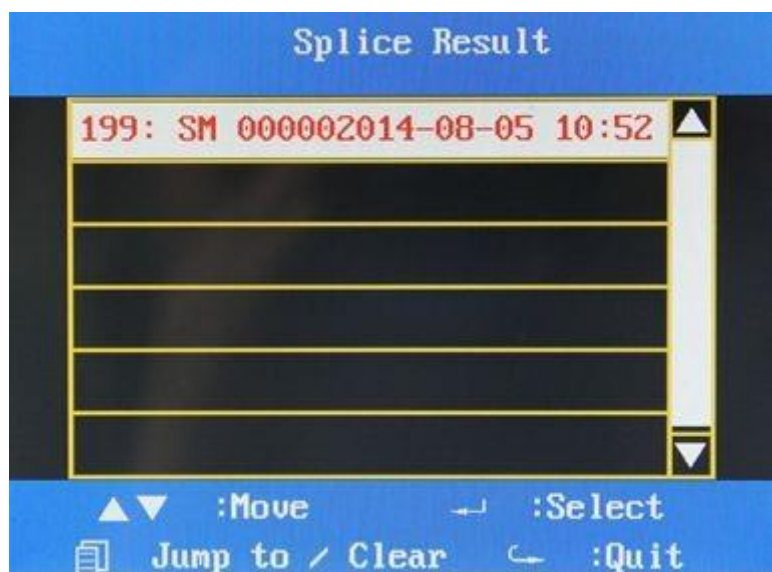 Splice Result
199: SM 000002014-08-05 10:52
▲▼ :Move ↵ :Select
Jump to / Clear :Quit